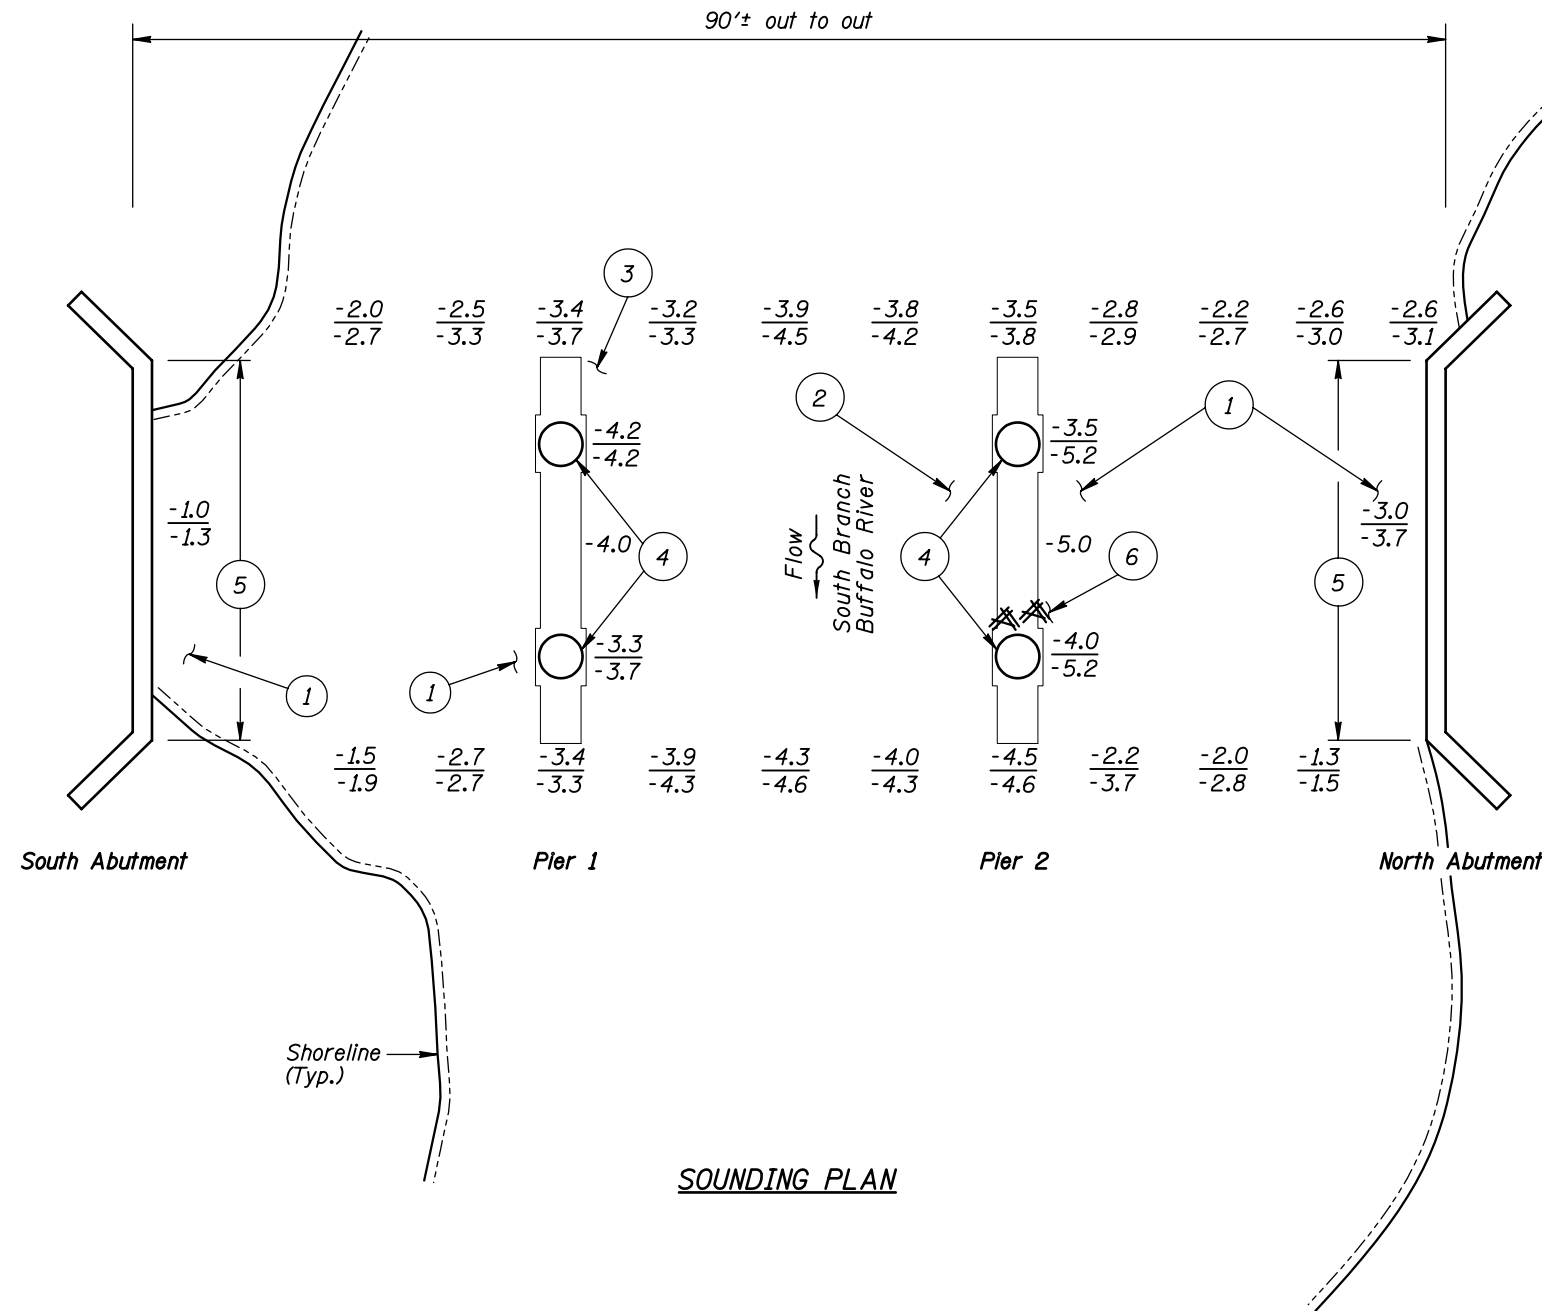 90'± out to out
3
-2.0 -2.5 -3.4 -3.2 -3.9 -3.8 -3.5 -2.8 -2.2 -2.6 -2.6
-2.7 -3.3 -3.7 -3.3 -4.5 -4.2 -3.8 -2.9 -2.7 -3.0 -3.1
2
1
-4.2
-4.2
-3.5
-5.2
-1.0
-1.3
-3.0
-3.7
Flow
South Branch
Buffalo River
-4.0
4
4
-5.0
6
5
5
-3.3
-3.7
-4.0
-5.2
1
1
-1.5 -2.7 -3.4 -3.9 -4.3 -4.0 -4.5 -2.2 -2.0 -1.3
-1.9 -2.7 -3.3 -4.3 -4.6 -4.3 -4.6 -3.7 -2.8 -1.5
South Abutment
Pier 1
Pier 2
North Abutment
Shoreline
(Typ.)
SOUNDING PLAN